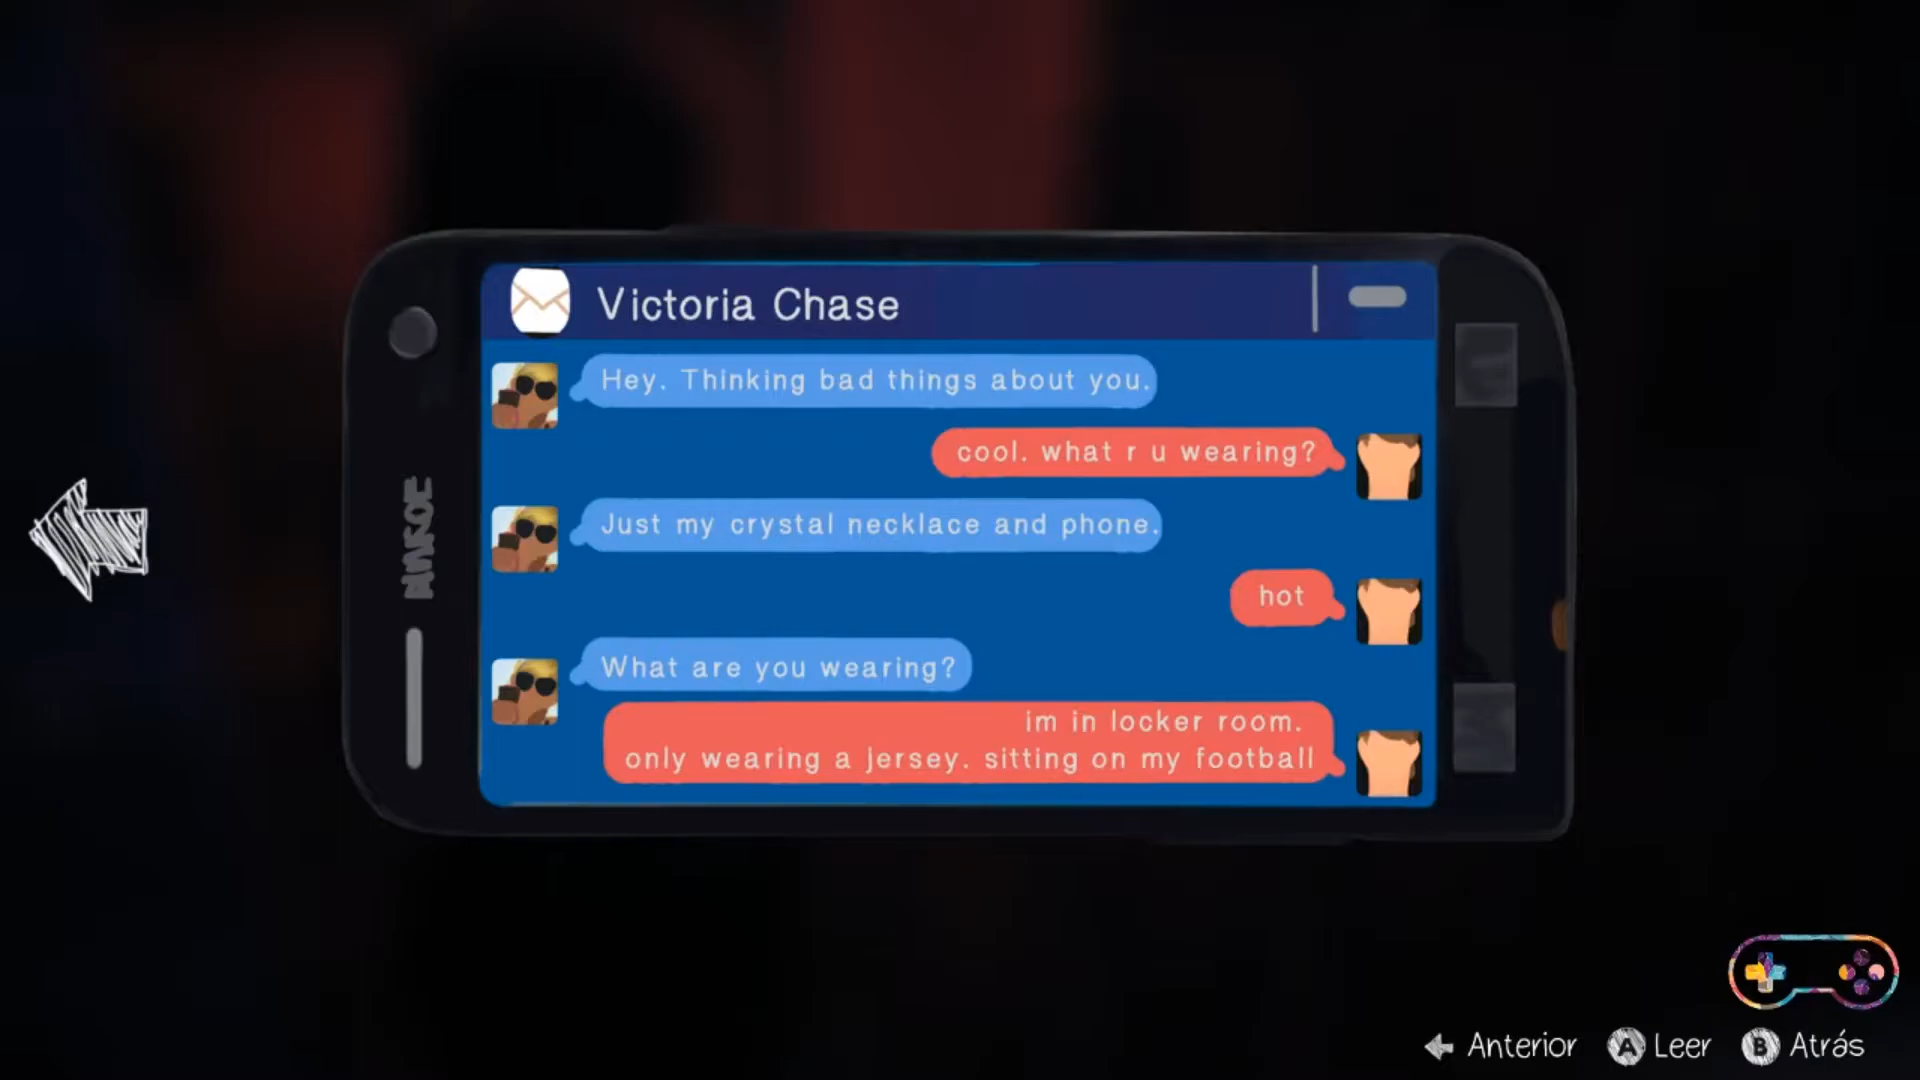 Victoria Chase
Hey. Thinking bad things about you.
cool. what r u wearing?
Just my crystal necklace and phone.
hot
What are you wearing?
im in locker room.
only wearing a jersey. sitting on my football
Anterior
A Leer
B Atrás